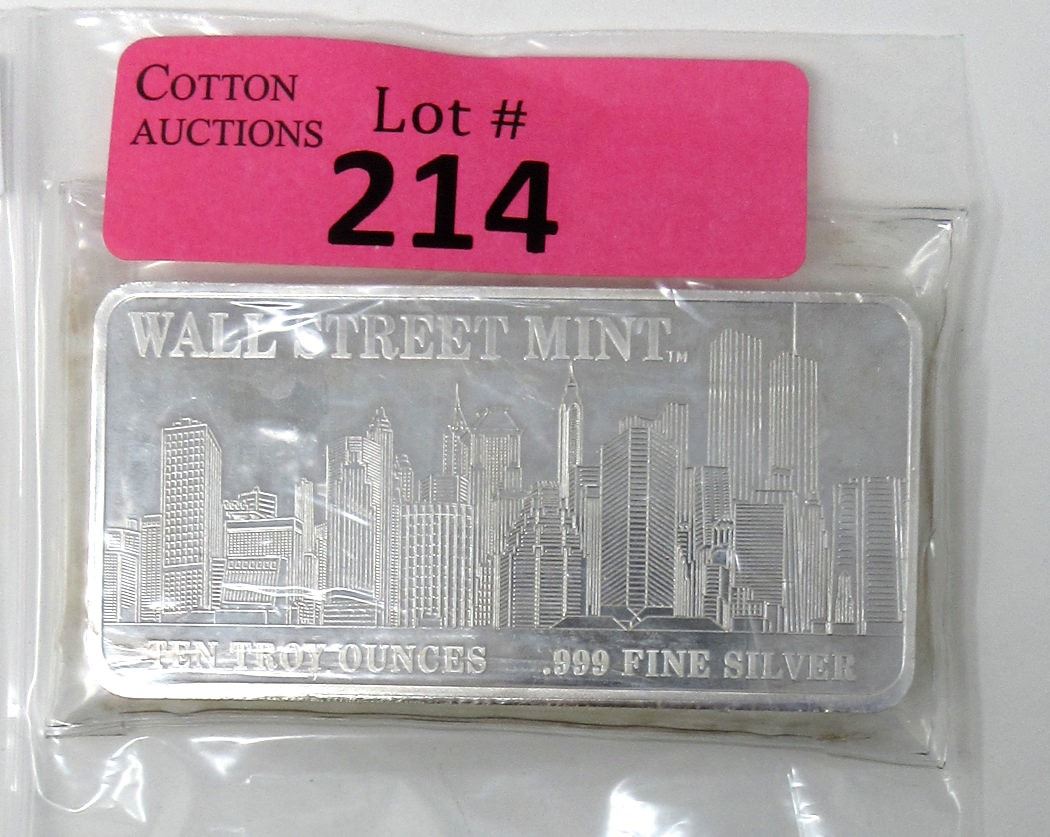 COTTON
AUCTIONS
Lot #
214
WALL STREET MINT™
TEN TROY OUNCES .999 FINE SILVER